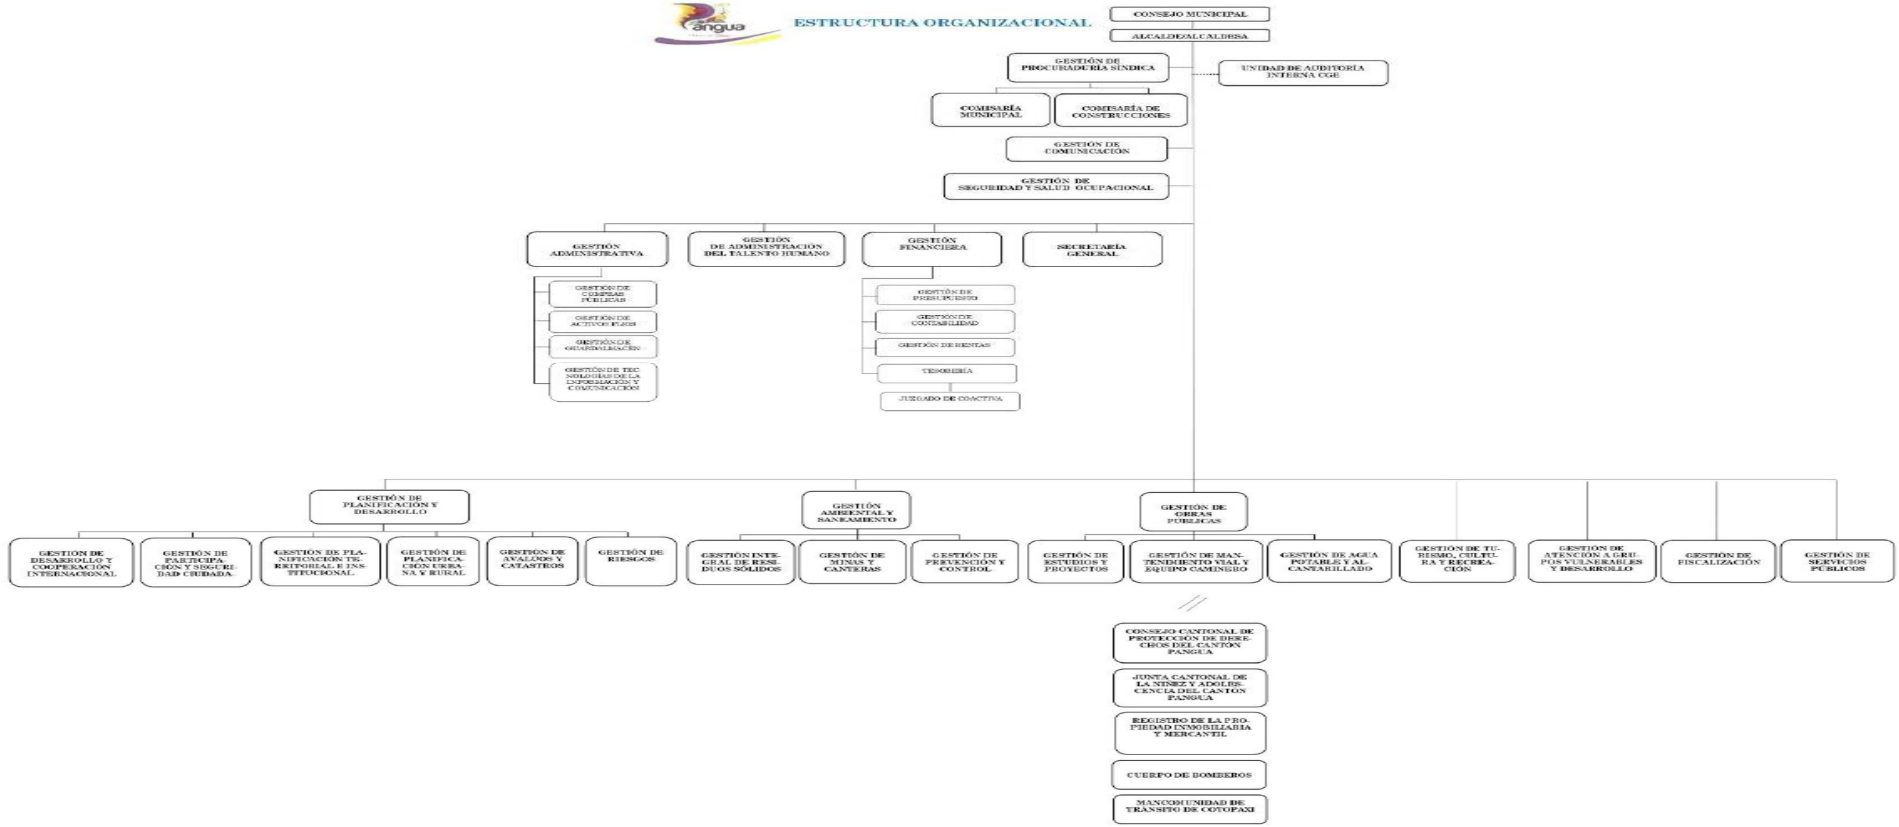 angua
ESTRUCTURA ORGANIZACIONAL
CONSEJO MUNICIPAL
ALCALDE/ALCALDESA
GESTIÓN DE
PROCURADURÍA SÍNDICA
UNIDAD DE AUDITORÍA
INTERNA CGE
COMISARÍA
MUNICIPAL
COMISARÍA DE
CONSTRUCCIONES
GESTIÓN DE
COMUNICACIÓN
GESTIÓN DE
SEGURIDAD Y SALUD OCUPACIONAL
GESTIÓN
ADMINISTRATIVA
GESTIÓN
DE ADMINISTRACIÓN
DEL TALENTO HUMANO
GESTIÓN
FINANCIERA
SECRETARÍA
GENERAL
GESTIÓN DE
COMPRAS
PÚBLICAS
GESTIÓN DE
ACTIVOS FIJOS
GESTIÓN DE
GUARDALMACÉN
GESTIÓN DE TEC
NOLOGÍAS DE LA
INFORMACIÓN Y
COMUNICACIÓN
GESTIÓN DE
PRESUPUESTO
GESTIÓN DE
CONTABILIDAD
GESTIÓN DE RENTAS
TESORERÍA
JUZGADO DE COACTIVA
GESTIÓN DE
PLANIFICACIÓN Y
DESARROLLO
GESTIÓN
AMBIENTAL Y
SANEAMIENTO
GESTIÓN DE
OBRAS
PÚBLICAS
GESTIÓN DE
DESARROLLO Y
COOPERACIÓN
INTERNACIONAL
GESTIÓN DE
PARTICIPA-
CIÓN Y SEGURI-
DAD CIUDADA-
GESTIÓN DE PLA-
NIFICACIÓN TE-
RRITORIAL E INS-
TITUCIONAL
GESTIÓN DE
PLANIFICA-
CIÓN URBA-
NA Y RURAL
GESTIÓN DE
AVALÚOS Y
CATASTROS
GESTIÓN DE
RIESGOS
GESTIÓN INTE-
GRAL DE RESI-
DUOS SÓLIDOS
GESTIÓN DE
MINAS Y
CANTERAS
GESTIÓN DE
PREVENCIÓN Y
CONTROL
GESTIÓN DE
ESTUDIOS Y
PROYECTOS
GESTIÓN DE MAN-
TENIMIENTO VIAL Y
EQUIPO CAMINERO
GESTIÓN DE AGUA
POTABLE Y AL-
CANTARILLADO
GESTIÓN DE TU-
RISMO, CULTU-
RA Y RECREA-
CIÓN
GESTIÓN DE
ATENCIÓN A GRU-
POS VULNERABLES
Y DESARROLLO
GESTIÓN DE
FISCALIZACIÓN
GESTIÓN DE
SERVICIOS
PÚBLICOS
CONSEJO CANTONAL DE
PROTECCIÓN DE DERE-
CHOS DEL CANTÓN
PANGUA
JUNTA CANTONAL DE
LA NIÑEZ Y ADOLES-
CENCIA DEL CANTÓN
PANGUA
REGISTRO DE LA PRO-
PIEDAD INMOBILIARIA
Y MERCANTIL
CUERPO DE BOMBEROS
MANCOMUNIDAD DE
TRÁNSITO DE COTOPAXI